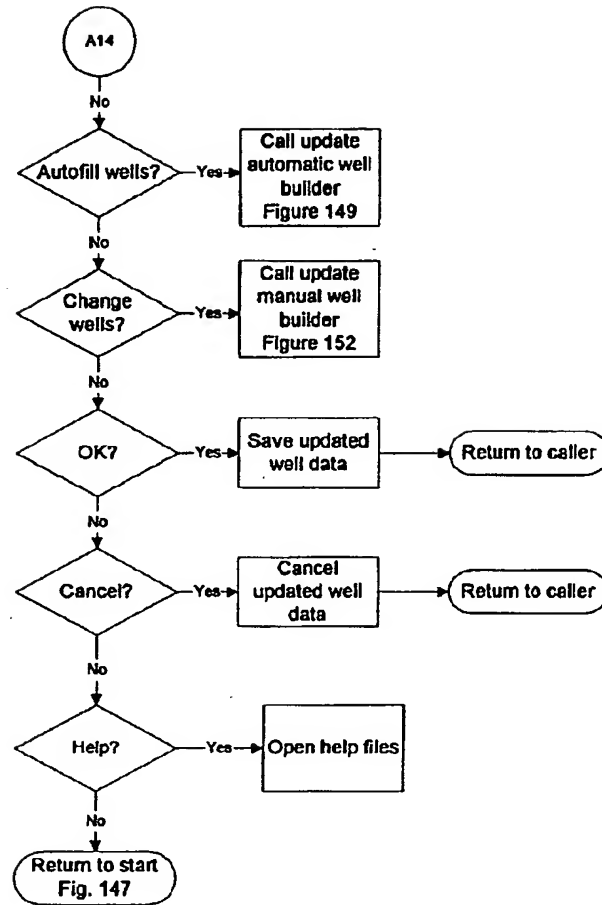 A14
No
Autofill wells?
Yes
Call update
automatic well
builder
Figure 149
No
Change
wells?
Yes
Call update
manual well
builder
Figure 152
No
OK?
Yes
Save updated
well data
Return to caller
No
Cancel?
Yes
Cancel
updated well
data
Return to caller
No
Help?
Yes
Open help files
No
Return to start
Fig. 147